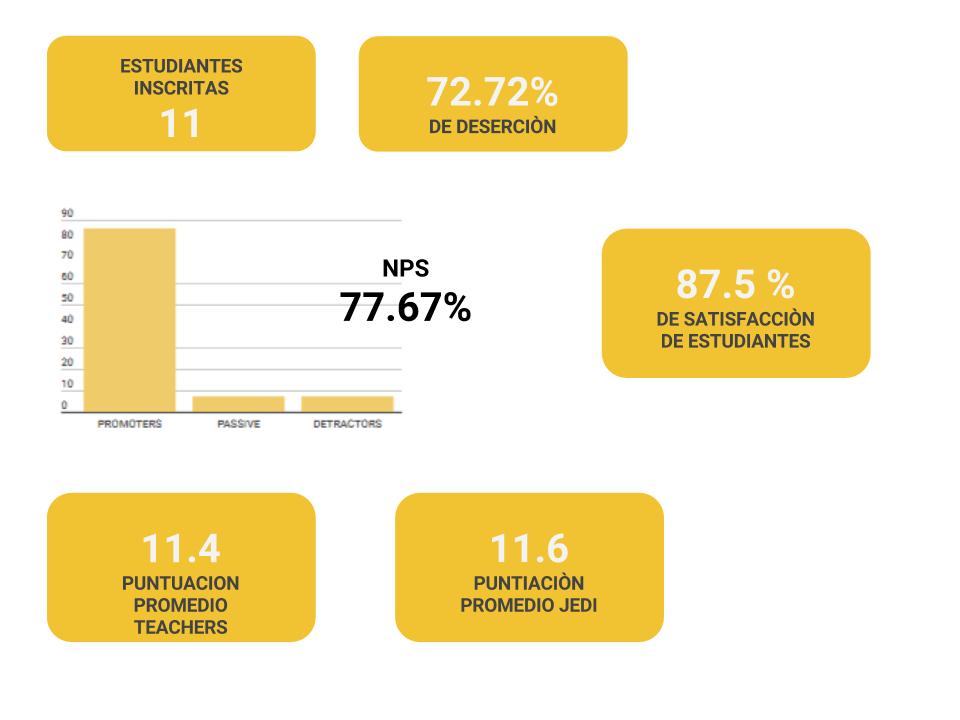 ESTUDIANTES
INSCRITAS
11
72.72%
DE DESERCIÒN
90
80
70
60
50
40
30
20
10
0
PROMOTERS
PASSIVE
DETRACTORS
NPS
77.67%
87.5 %
DE SATISFACCIÒN
DE ESTUDIANTES
11.4
PUNTUACION
PROMEDIO
TEACHERS
11.6
PUNTIACIÒN
PROMEDIO JEDI